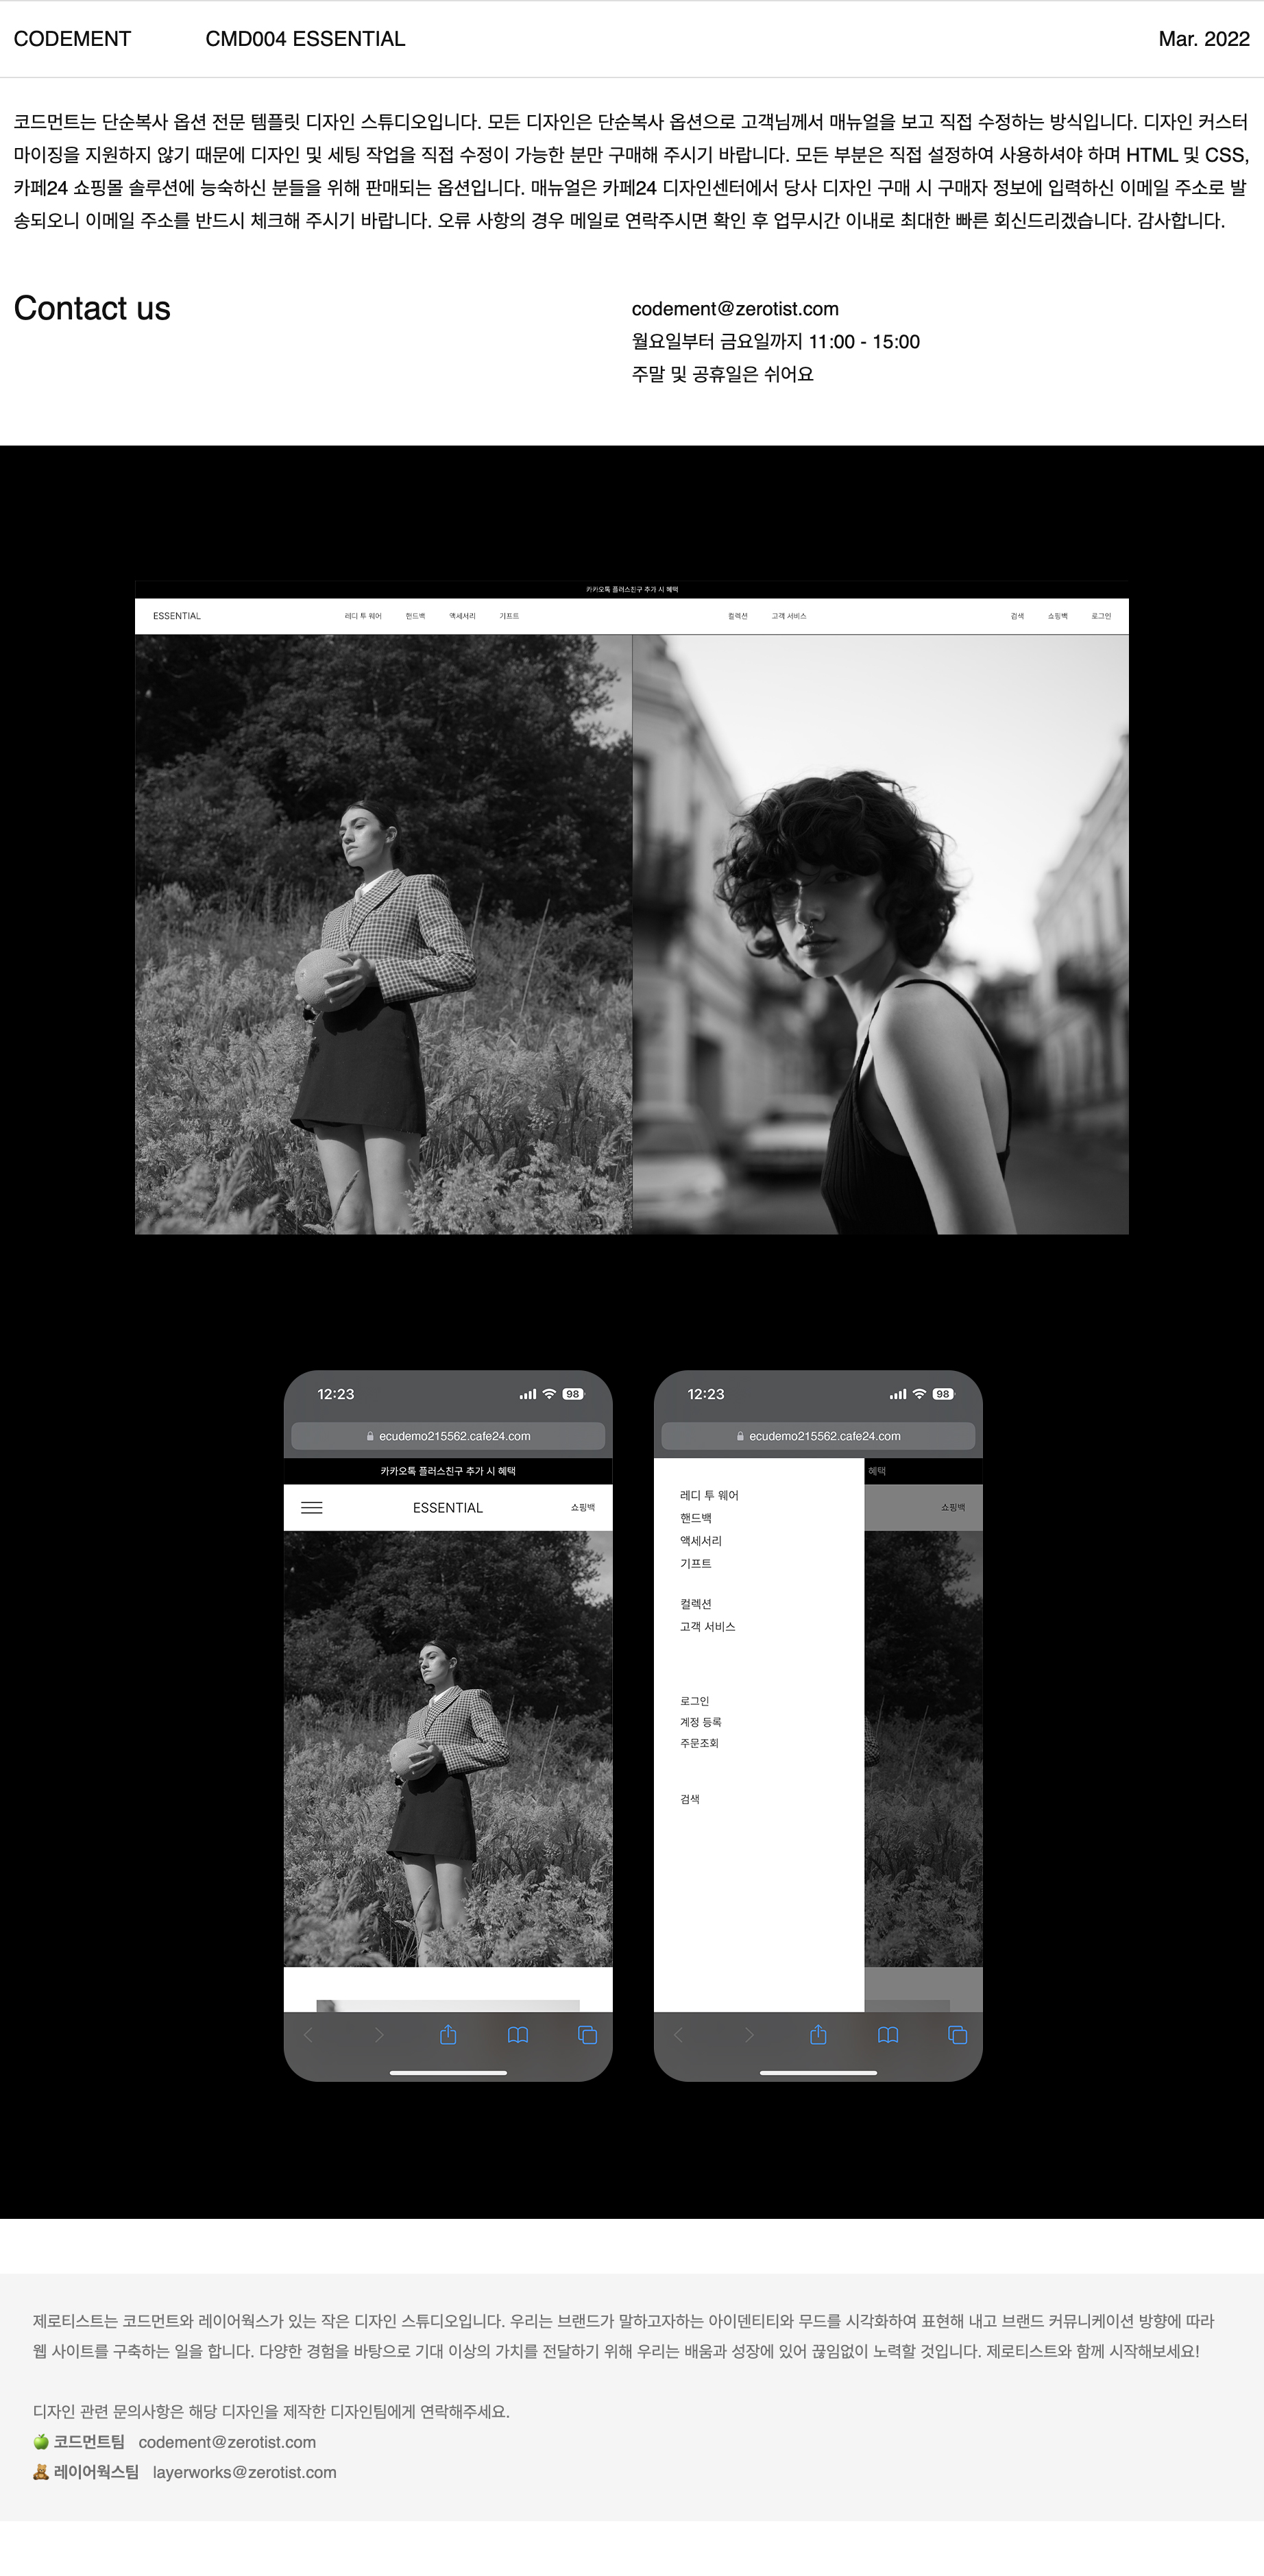 CODEMENT CMD004 ESSENTIAL Mar. 2022
코드먼트는 단순복사 옵션 전문 템플릿 디자인 스튜디오입니다. 모든 디자인은 단순복사 옵션으로 고객님께서 매뉴얼을 보고 직접 수정하는 방식입니다. 디자인 커스터
마이징을 지원하지 않기 때문에 디자인 및 세팅 작업을 직접 수정이 가능한 분만 구매해 주시기 바랍니다. 모든 부분은 직접 설정하여 사용하셔야 하며 HTML 및 CSS,
카페24 쇼핑몰 솔루션에 능숙하신 분들을 위해 판매되는 옵션입니다. 매뉴얼은 카페24 디자인센터에서 당사 디자인 구매 시 구매자 정보에 입력하신 이메일 주소로 발
송되오니 이메일 주소를 반드시 체크해 주시기 바랍니다. 오류 사항의 경우 메일로 연락주시면 확인 후 업무시간 이내로 최대한 빠른 회신드리겠습니다. 감사합니다.
Contact us
codement@zerotist.com
월요일부터 금요일까지 11:00 - 15:00
주말 및 공휴일은 쉬어요
카카오톡 플러스친구 추가 시 혜택
ESSENTIAL 레디 투 웨어 핸드백 액세서리 기프트 컬렉션 고객 서비스 검색 쇼핑백 로그인
12:23 98
ecudemo215562.cafe24.com
카카오톡 플러스친구 추가 시 혜택
ESSENTIAL 쇼핑백
12:23 98
ecudemo215562.cafe24.com
혜택
쇼핑백
레디 투 웨어
핸드백
액세서리
기프트
컬렉션
고객 서비스
로그인
계정 등록
주문조회
검색
제로티스트는 코드먼트와 레이어웍스가 있는 작은 디자인 스튜디오입니다. 우리는 브랜드가 말하고자하는 아이덴티티와 무드를 시각화하여 표현해 내고 브랜드 커뮤니케이션 방향에 따라
웹 사이트를 구축하는 일을 합니다. 다양한 경험을 바탕으로 기대 이상의 가치를 전달하기 위해 우리는 배움과 성장에 있어 끊임없이 노력할 것입니다. 제로티스트와 함께 시작해보세요!
디자인 관련 문의사항은 해당 디자인을 제작한 디자인팀에게 연락해주세요.
🍏 코드먼트팀 codement@zerotist.com
🧸 레이어웍스팀 layerworks@zerotist.com